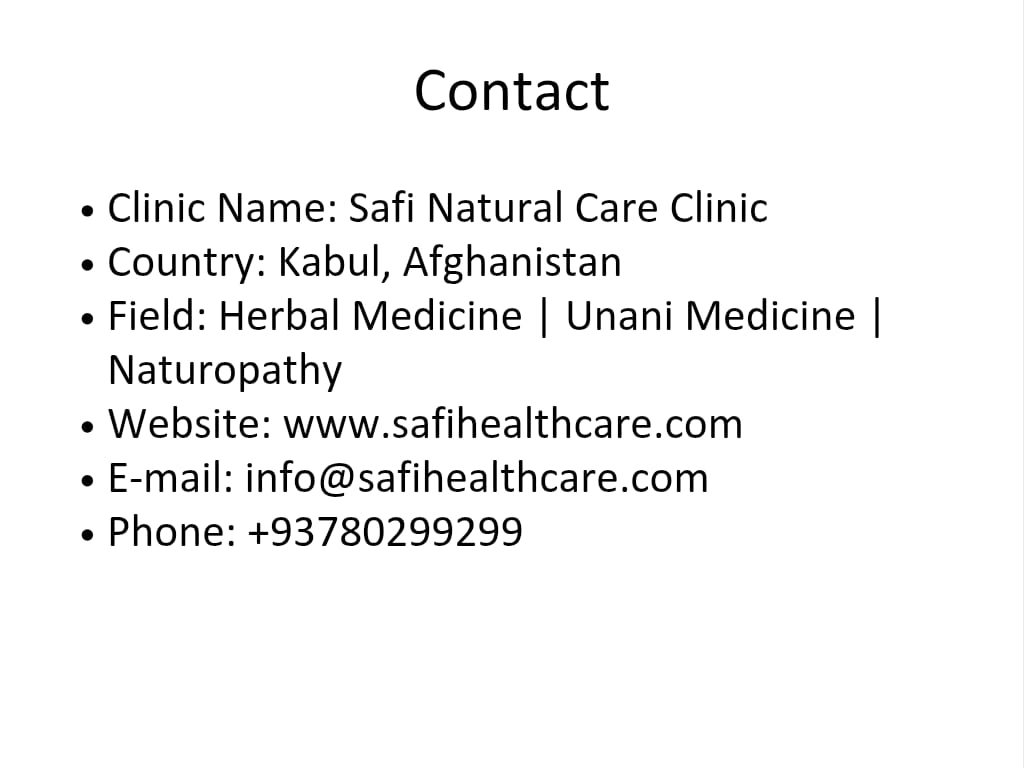 Contact
• Clinic Name: Safi Natural Care Clinic
• Country: Kabul, Afghanistan
• Field: Herbal Medicine | Unani Medicine |
Naturopathy
• Website: www.safihealthcare.com
• E-mail: info@safihealthcare.com
• Phone: +93780299299